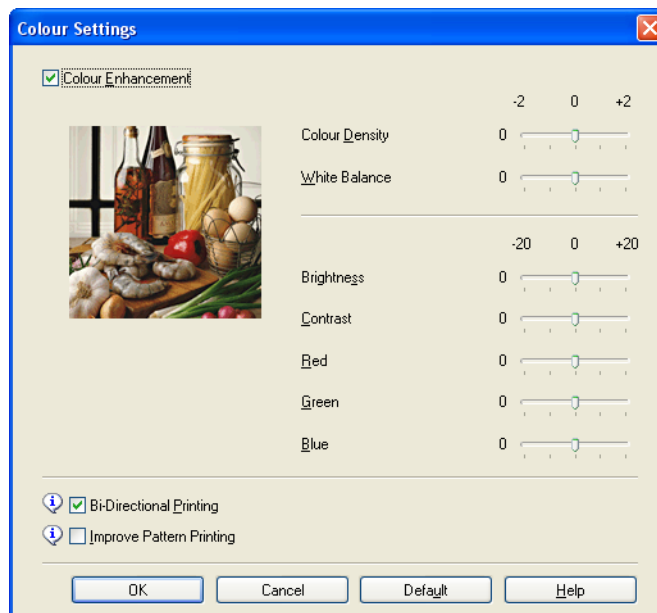 Colour Settings
Colour Enhancement
-2 0 +2
Colour Density 0
White Balance 0
-20 0 +20
Brightness 0
Contrast 0
Red 0
Green 0
Blue 0
Bi-Directional Printing
Improve Pattern Printing
OK Cancel Default Help